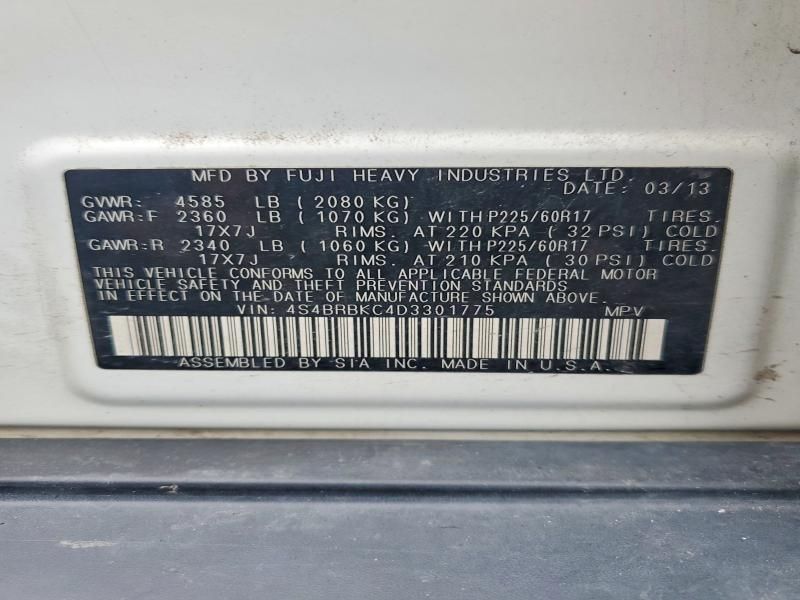 MFD BY FUJI HEAVY INDUSTRIES LTD.
DATE: 03/13
GVWR: 4585 LB ( 2080 KG)
GAWR:F 2360 LB ( 1070 KG) WITH P225/60R17 TIRES.
17X7J RIMS. AT 220 KPA ( 32 PSI) COLD
GAWR:R 2340 LB ( 1060 KG) WITH P225/60R17 TIRES.
17X7J RIMS. AT 210 KPA ( 30 PSI) COLD
THIS VEHICLE CONFORMS TO ALL APPLICABLE FEDERAL MOTOR
VEHICLE SAFETY AND THEFT PREVENTION STANDARDS
IN EFFECT ON THE DATE OF MANUFACTURE SHOWN ABOVE.
VIN: 4S4BRBKC4D3301775 MPV
ASSEMBLED BY SIA INC. MADE IN U.S.A.